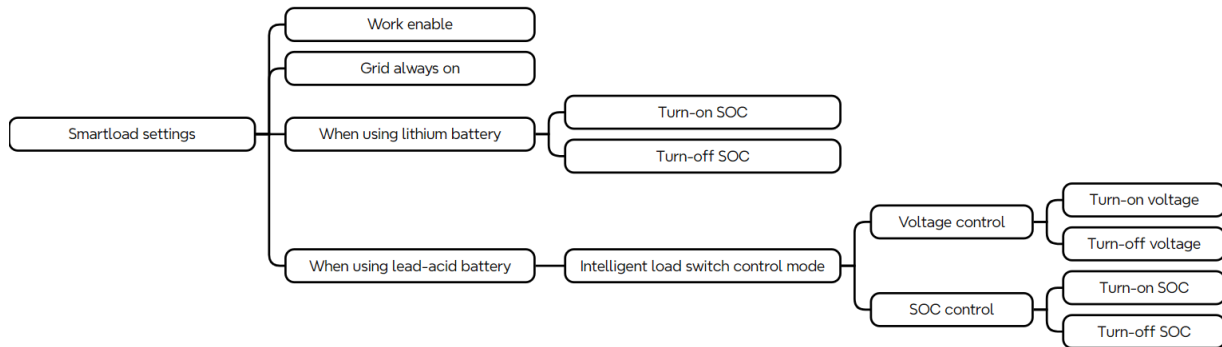 Work enable
Grid always on
Smartload settings
When using lithium battery
Turn-on SOC
Turn-off SOC
When using lead-acid battery
Intelligent load switch control mode
Voltage control
Turn-on voltage
Turn-off voltage
SOC control
Turn-on SOC
Turn-off SOC